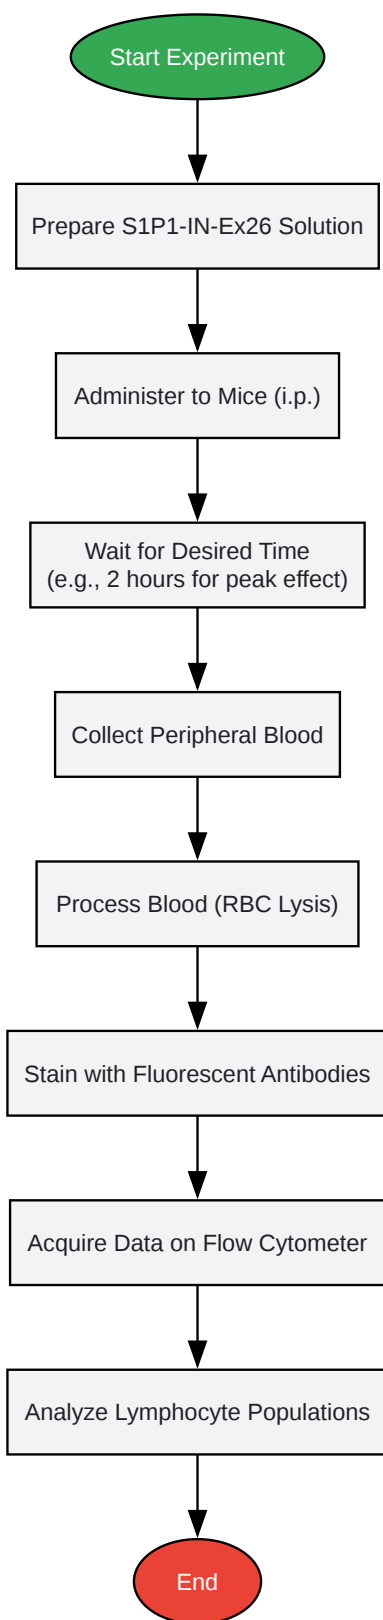 Start Experiment
Prepare S1P1-IN-Ex26 Solution
Administer to Mice (i.p.)
Wait for Desired Time
(e.g., 2 hours for peak effect)
Collect Peripheral Blood
Process Blood (RBC Lysis)
Stain with Fluorescent Antibodies
Acquire Data on Flow Cytometer
Analyze Lymphocyte Populations
End